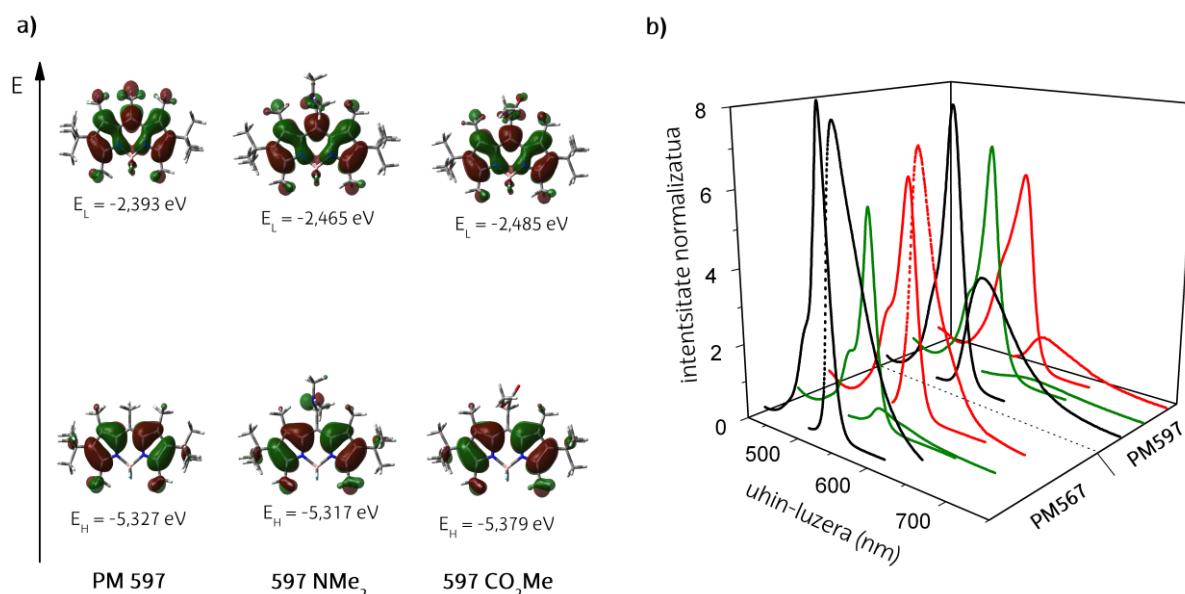 a)
E
E_L = -2,393 eV
E_L = -2,465 eV
E_L = -2,485 eV
E_H = -5,327 eV
E_H = -5,317 eV
E_H = -5,379 eV
PM 597
597 NMe₂
597 CO₂Me
b)
intentsitate normalizatua
8
6
4
2
0
500
550
600
700
uhin-luzera (nm)
PM567
PM597